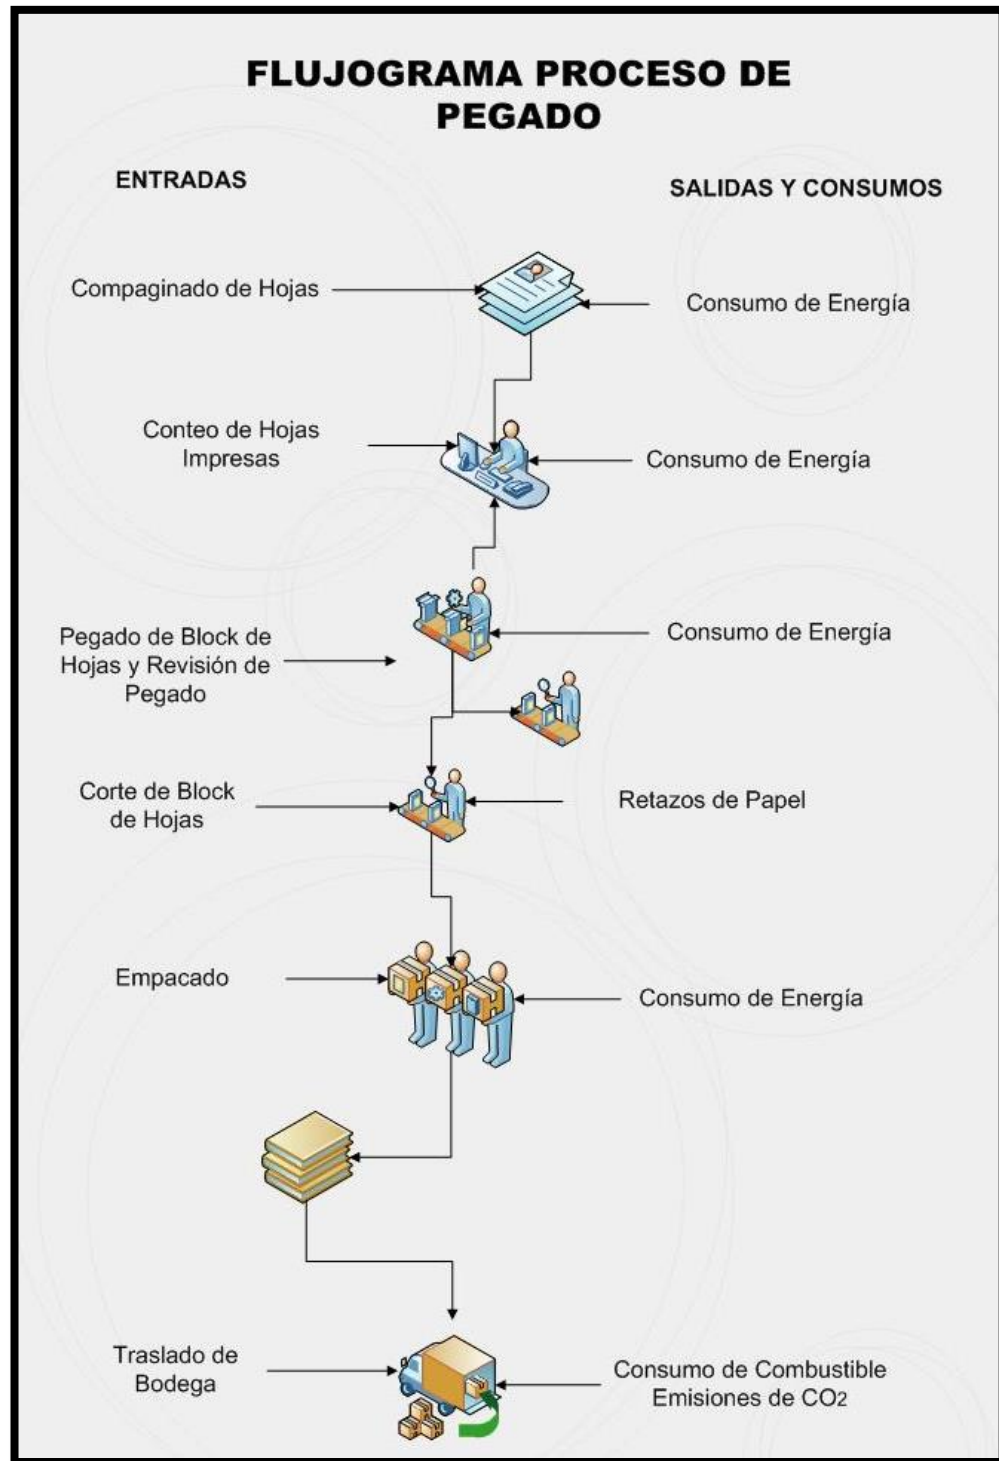 FLUJOGRAMA PROCESO DE
PEGADO
ENTRADAS
SALIDAS Y CONSUMOS
Compaginado de Hojas
Consumo de Energía
Conteo de Hojas
Impresas
Consumo de Energía
Pegado de Block de
Hojas y Revisión de
Pegado
Consumo de Energía
Corte de Block
de Hojas
Retazos de Papel
Empacado
Consumo de Energía
Traslado de
Bodega
Consumo de Combustible
Emisiones de CO2